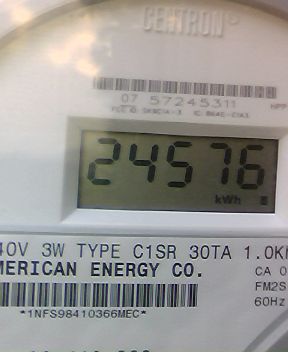 CENTRON
07 57245311
24576
kWh
40V 3W TYPE C1SR 30TA 1.0K
MERICAN ENERGY CO.
CA 0
FM2S
60Hz
*1NFS98410366MEC*